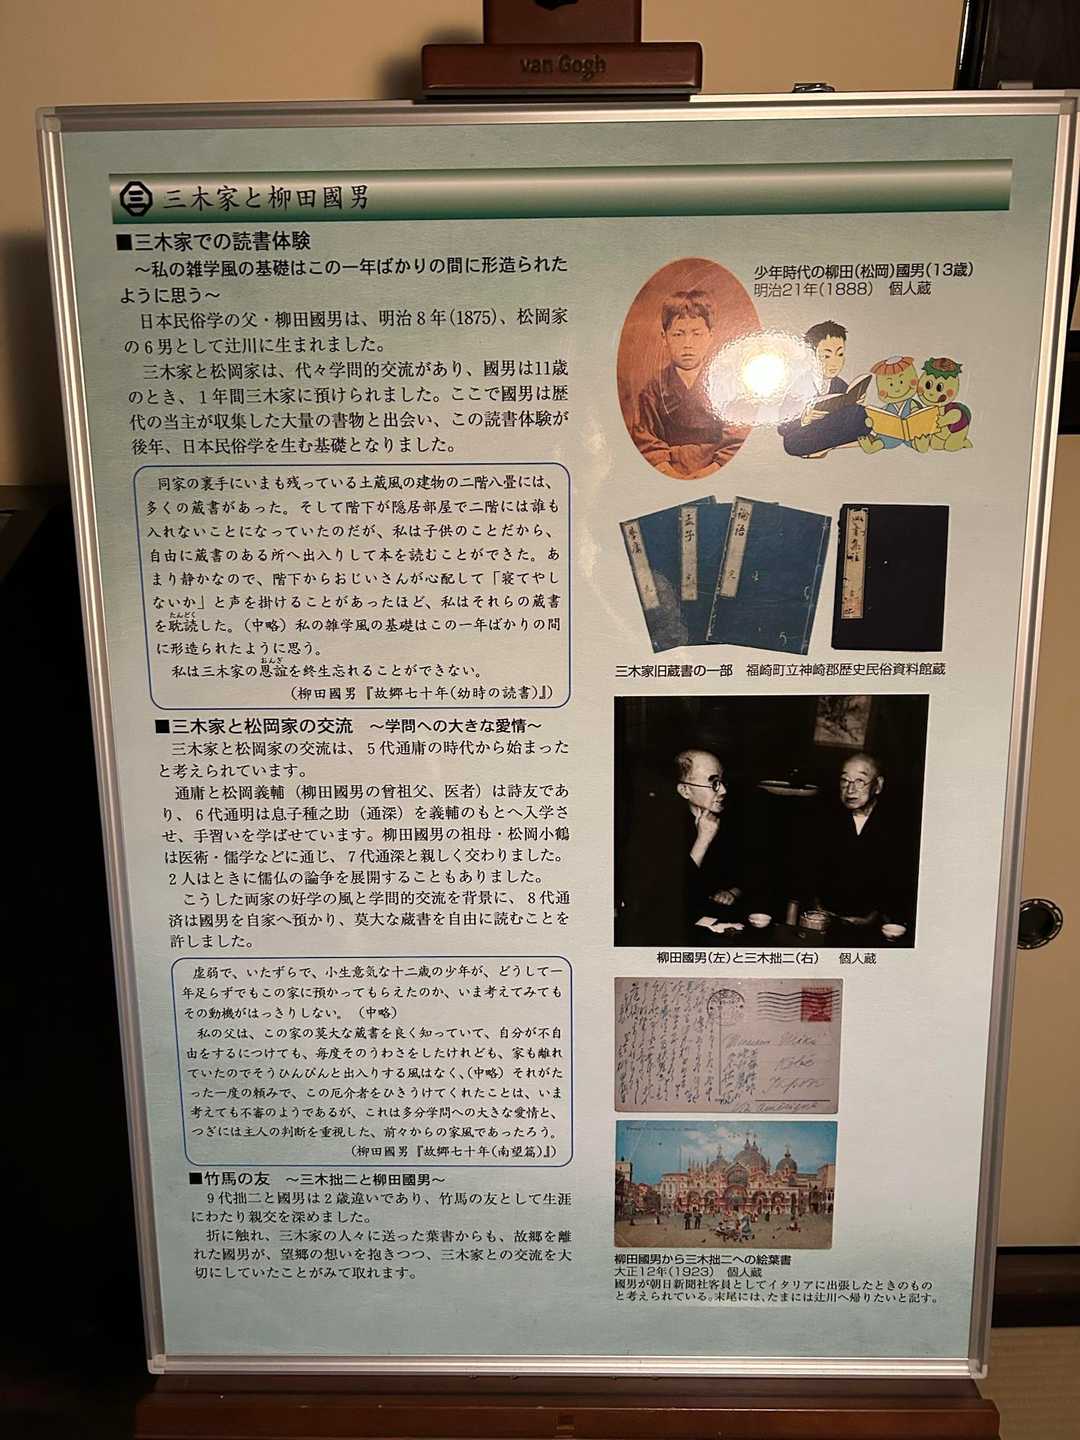 van Gogh
三 三木家と柳田國男
■三木家での読書体験
～私の雑学風の基礎はこの一年ばかりの間に形造られた
ように思う～
日本民俗学の父・柳田國男は、明治８年(1875)、松岡家
の６男として辻川に生まれました。
三木家と松岡家は、代々学問的交流があり、國男は11歳
のとき、１年間三木家に預けられました。ここで國男は歴
代の当主が収集した大量の書物と出会い、この読書体験が
後年、日本民俗学を生む基礎となりました。
同家の裏手にいまも残っている土蔵風の建物の二階八畳には、
多くの蔵書があった。そして階下が隠居部屋で二階には誰も
入れないことになっていたのだが、私は子供のことだから、
自由に蔵書のある所へ出入りして本を読むことができた。あ
まり静かなので、階下からおじいさんが心配して「寝てやし
ないか」と声を掛けることがあったほど、私はそれらの蔵書
を耽読した。（中略）私の雑学風の基礎はこの一年ばかりの間
たんどく
に形造られたように思う。
私は三木家の恩誼を終生忘れることができない。
おんぎ
（柳田國男『故郷七十年(幼時の読書)』）
■三木家と松岡家の交流　～学問への大きな愛情～
三木家と松岡家の交流は、５代通庸の時代から始まった
と考えられています。
通庸と松岡義輔（柳田國男の曾祖父、医者）は詩友であ
り、６代通明は息子種之助（通深）を義輔のもとへ入学さ
せ、手習いを学ばせています。柳田國男の祖母・松岡小鶴
は医術・儒学などに通じ、７代通深と親しく交わりました。
２人はときに儒仏の論争を展開することもありました。
こうした両家の好学の風と学問的交流を背景に、８代通
済は國男を自家へ預かり、莫大な蔵書を自由に読むことを
許しました。
虚弱で、いたずらで、小生意気な十二歳の少年が、どうして一
年足らずでもこの家に預かってもらえたのか、いま考えてみても
その動機がはっきりしない。（中略）
私の父は、この家の莫大な蔵書を良く知っていて、自分が不自
由をするにつけても、毎度そのうわさをしたけれども、家も離れ
ていたのでそうひんぴんと出入りする風はなく、（中略）それがた
った一度の頼みで、この厄介者をひきうけてくれたことは、いま
考えても不審のようであるが、これは多分学問への大きな愛情と、
つぎには主人の判断を重視した、前々からの家風であったろう。
（柳田國男『故郷七十年(南望篇)』）
■竹馬の友　～三木拙二と柳田國男～
９代拙二と國男は２歳違いであり、竹馬の友として生涯
にわたり親交を深めました。
折に触れ、三木家の人々に送った葉書からも、故郷を離
れた國男が、望郷の想いを抱きつつ、三木家との交流を大
切にしていたことがみて取れます。
少年時代の柳田(松岡)國男(13歳)
明治21年(1888)　個人蔵
孟子
論語
三木家旧蔵書の一部　福崎町立神崎郡歴史民俗資料館蔵
柳田國男(左)と三木拙二(右)　個人蔵
柳田國男から三木拙二への絵葉書
大正12年(1923)　個人蔵
國男が朝日新聞社客員としてイタリアに出張したときのもの
と考えられている。末尾には、たまには辻川へ帰りたいと記す。